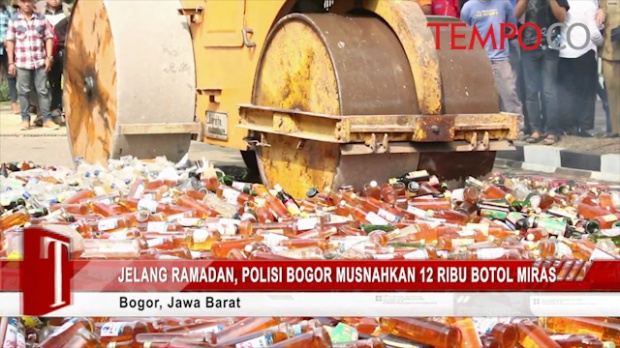 TEMPO.CO
JELANG RAMADAN, POLISI BOGOR MUSNAHKAN 12 RIBU BOTOL MIRAS
T
Bogor, Jawa Barat